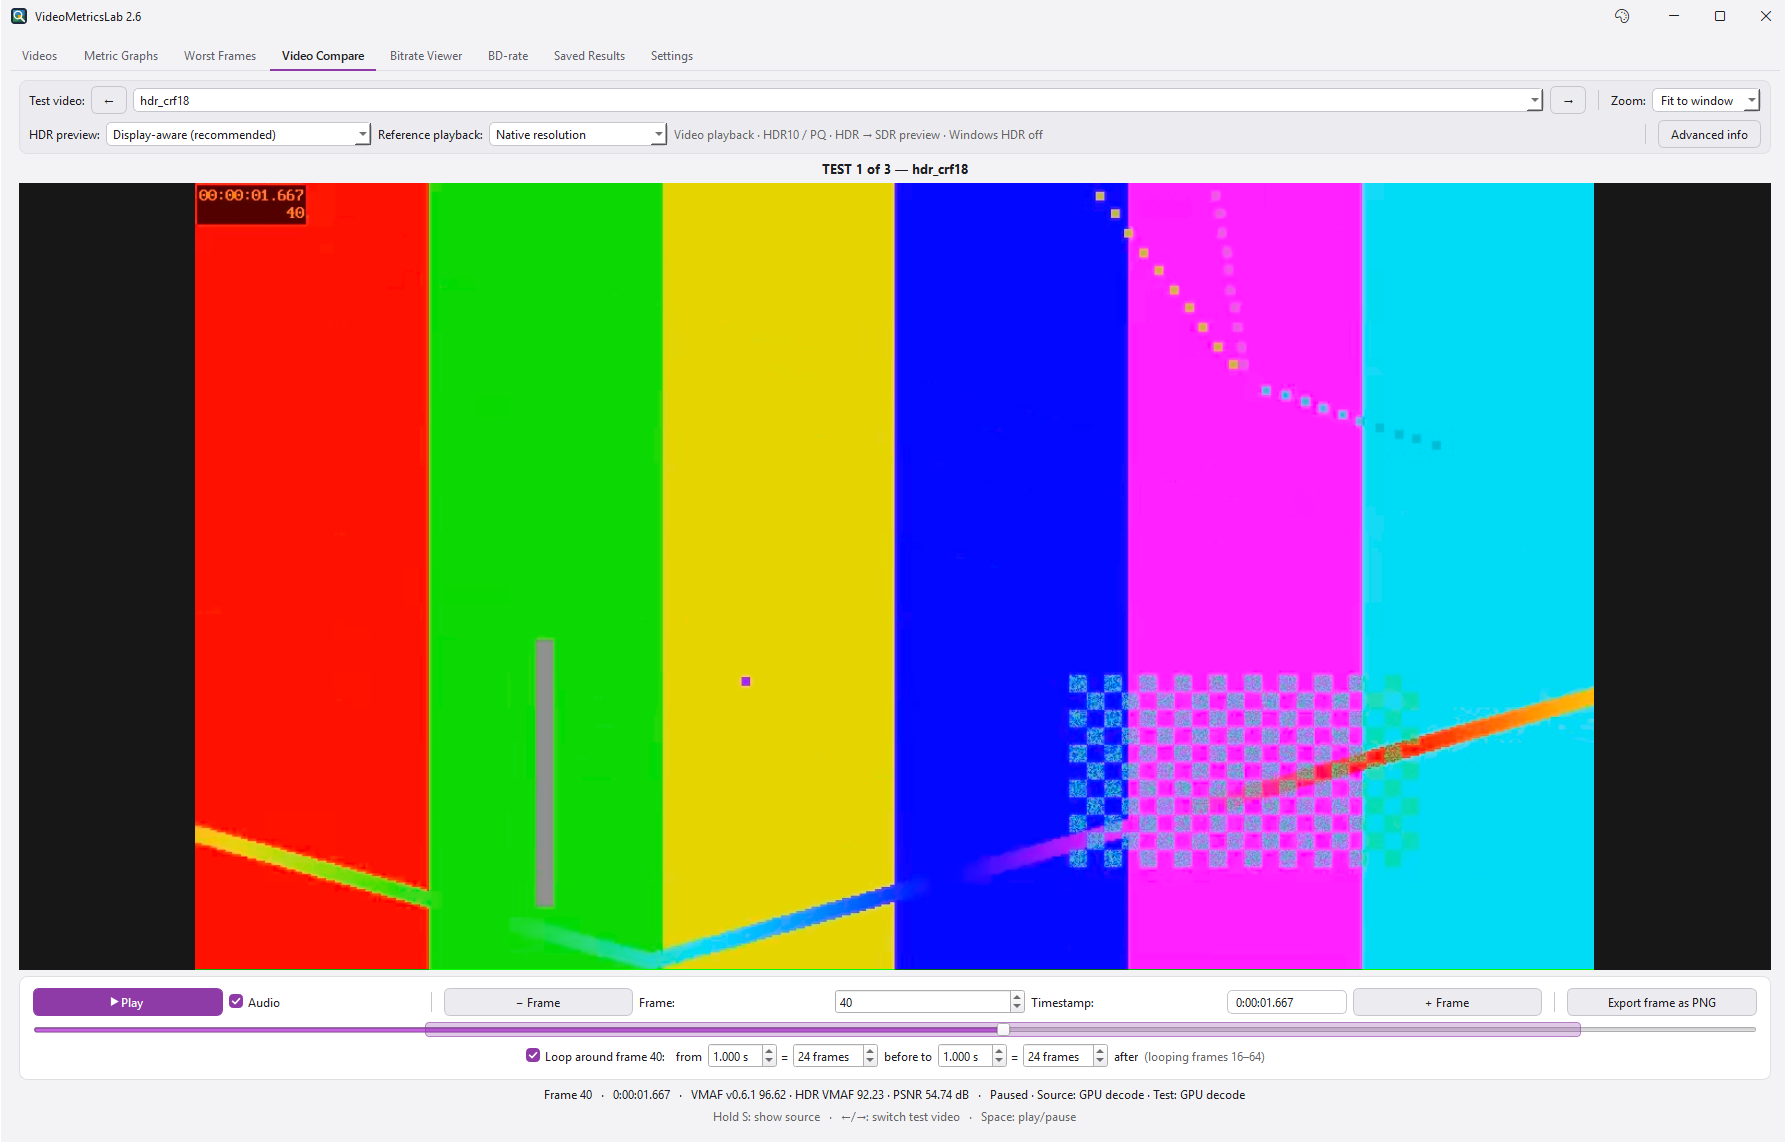 VideoMetricsLab 2.6
Videos Metric Graphs Worst Frames Video Compare Bitrate Viewer BD-rate Saved Results Settings
Test video: ← hdr_crf18 → Zoom: Fit to window
HDR preview: Display-aware (recommended) Reference playback: Native resolution Video playback · HDR10 / PQ · HDR → SDR preview · Windows HDR off Advanced info
TEST 1 of 3 — hdr_crf18
00:00:01.667
40
Play Audio − Frame Frame: 40 Timestamp: 0:00:01.667 + Frame Export frame as PNG
Loop around frame 40: from 1.000 s = 24 frames before to 1.000 s = 24 frames after (looping frames 16–64)
Frame 40 · 0:00:01.667 · VMAF v0.6.1 96.62 · HDR VMAF 92.23 · PSNR 54.74 dB · Paused · Source: GPU decode · Test: GPU decode
Hold S: show source · ←/→: switch test video · Space: play/pause